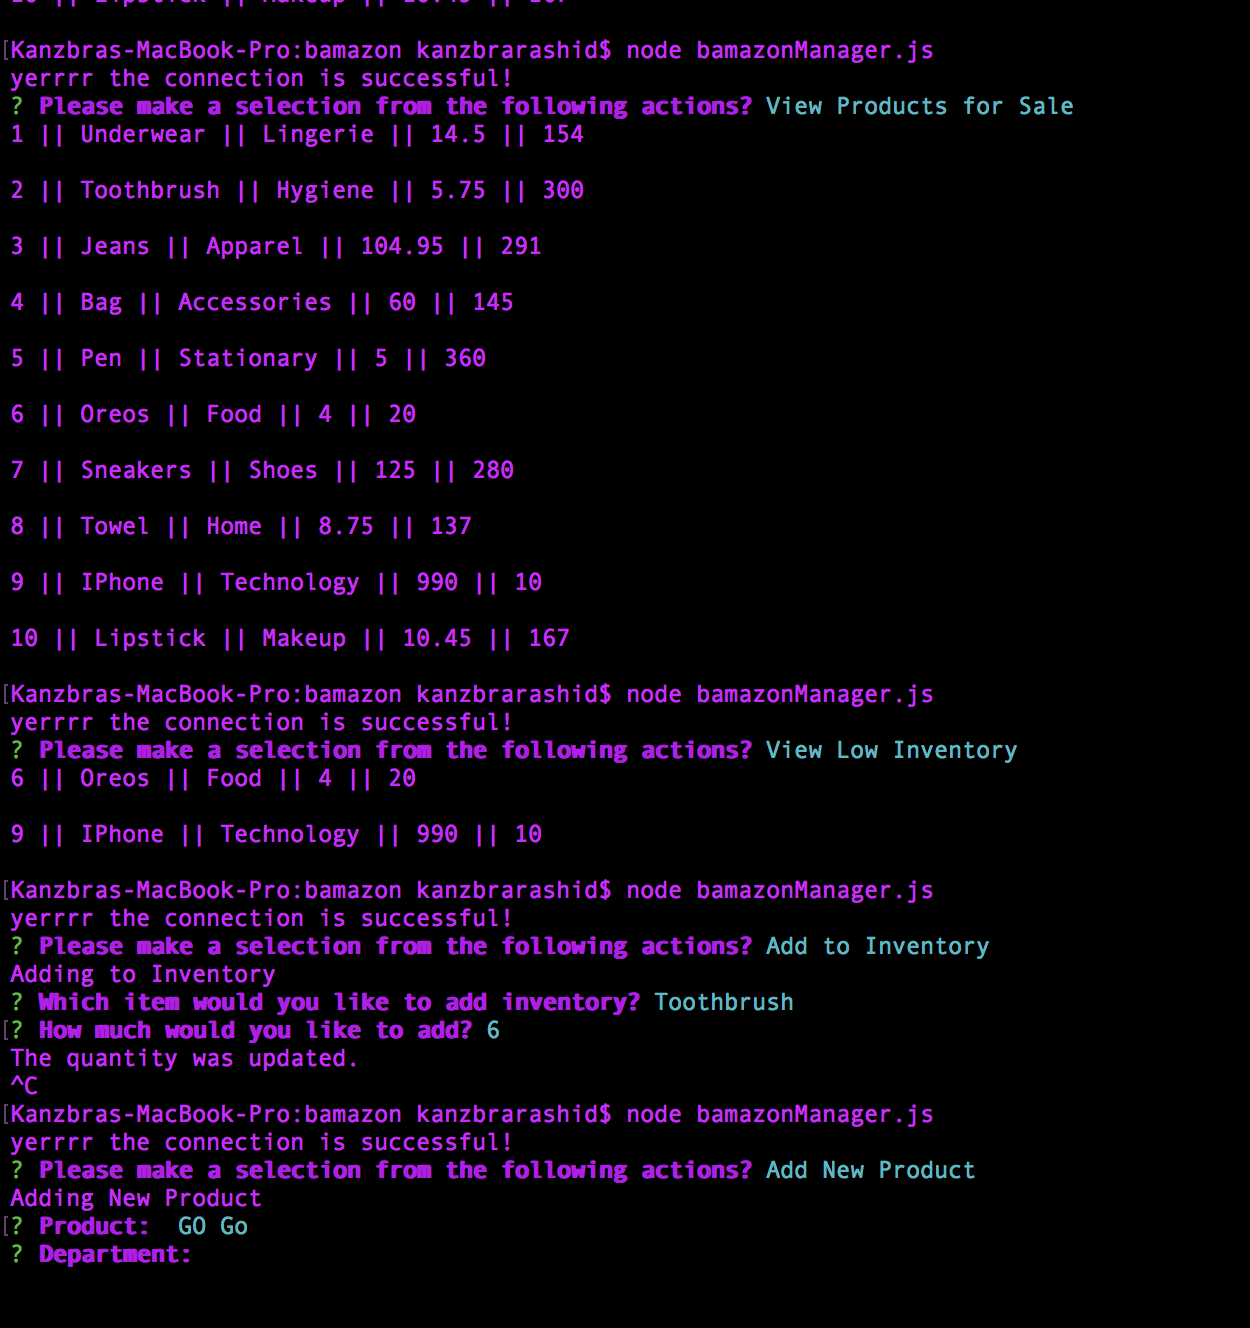 10 || Lipstick || Makeup || 10.45 || 167
[Kanzbras-MacBook-Pro:bamazon kanzbrarashid$ node bamazonManager.js
yerrrr the connection is successful!
? Please make a selection from the following actions? View Products for Sale
1 || Underwear || Lingerie || 14.5 || 154
2 || Toothbrush || Hygiene || 5.75 || 300
3 || Jeans || Apparel || 104.95 || 291
4 || Bag || Accessories || 60 || 145
5 || Pen || Stationary || 5 || 360
6 || Oreos || Food || 4 || 20
7 || Sneakers || Shoes || 125 || 280
8 || Towel || Home || 8.75 || 137
9 || IPhone || Technology || 990 || 10
10 || Lipstick || Makeup || 10.45 || 167
[Kanzbras-MacBook-Pro:bamazon kanzbrarashid$ node bamazonManager.js
yerrrr the connection is successful!
? Please make a selection from the following actions? View Low Inventory
6 || Oreos || Food || 4 || 20
9 || IPhone || Technology || 990 || 10
[Kanzbras-MacBook-Pro:bamazon kanzbrarashid$ node bamazonManager.js
yerrrr the connection is successful!
? Please make a selection from the following actions? Add to Inventory
Adding to Inventory
? Which item would you like to add inventory? Toothbrush
[? How much would you like to add? 6
The quantity was updated.
^C
[Kanzbras-MacBook-Pro:bamazon kanzbrarashid$ node bamazonManager.js
yerrrr the connection is successful!
? Please make a selection from the following actions? Add New Product
Adding New Product
[? Product:  GO Go
? Department: